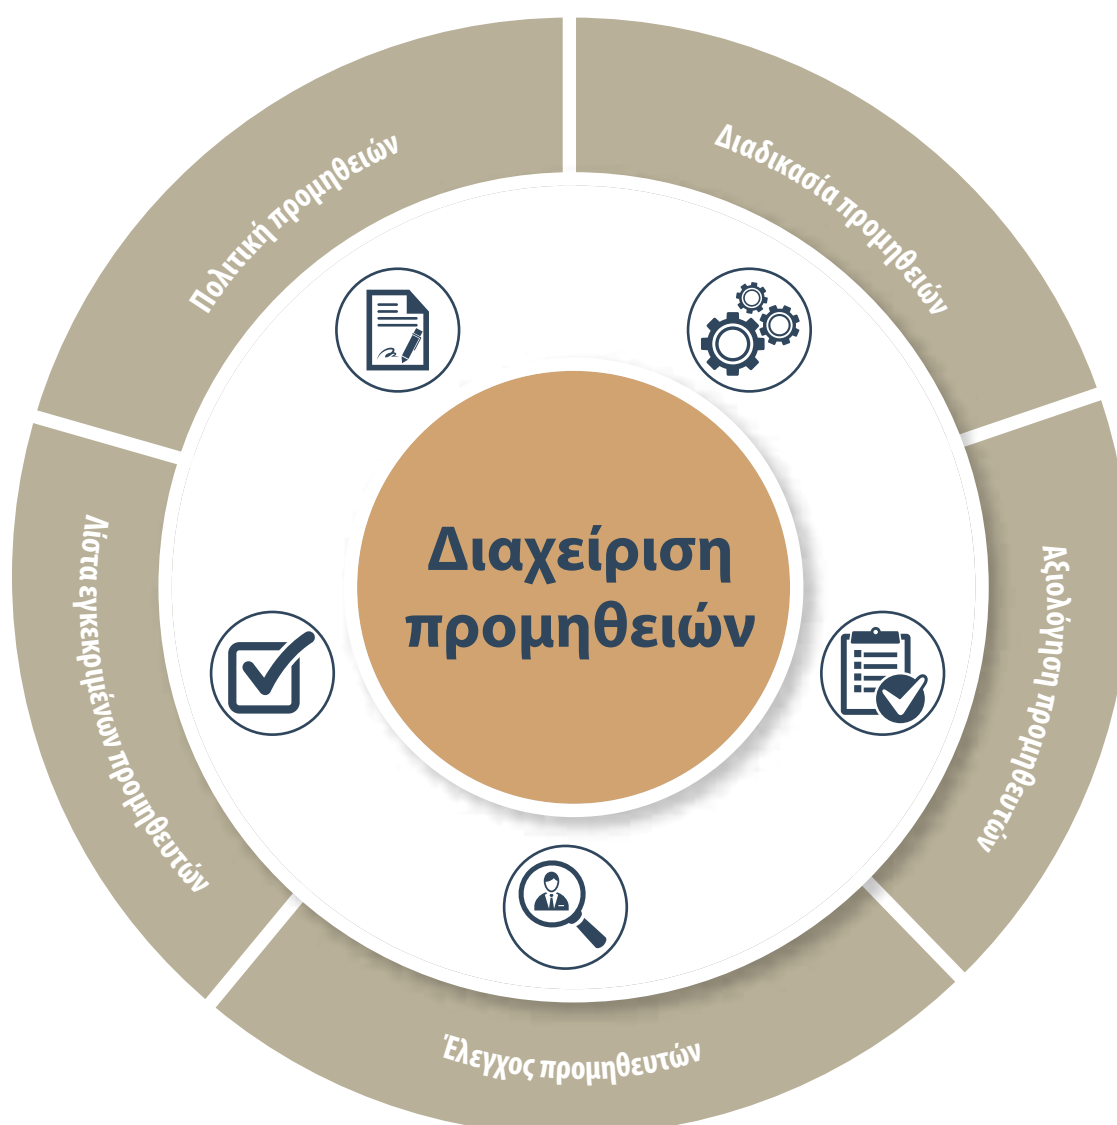 Πολιτική προμηθειών
Διαδικασία προμηθειών
Αξιολόγηση προμηθευτών
Έλεγχος προμηθευτών
Λίστα εγκεκριμένων προμηθευτών
Διαχείριση
προμηθειών